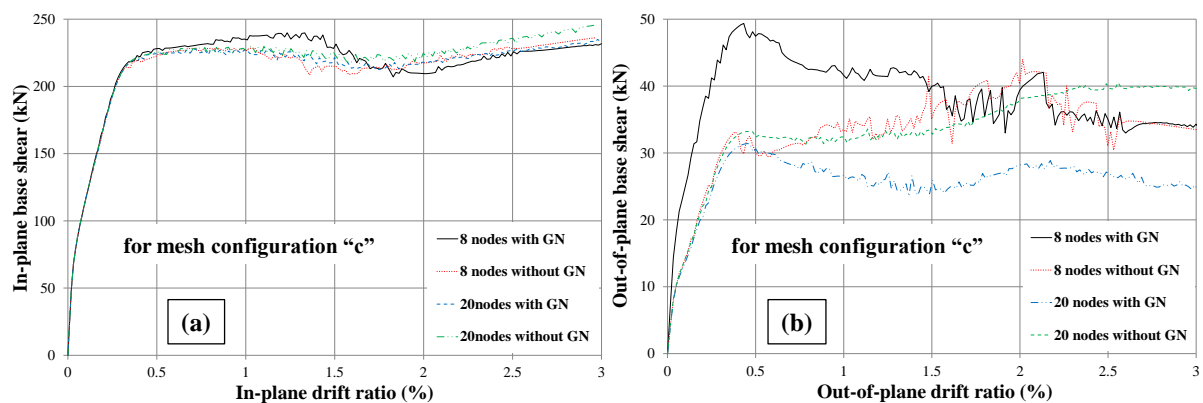 250
200
150
100
50
0
In-plane base shear (kN)
for mesh configuration “c”
(a)
8 nodes with GN
8 nodes without GN
20nodes with GN
20nodes without GN
0 0.5 1 1.5 2 2.5 3
In-plane drift ratio (%)
50
40
30
20
10
0
Out-of-plane base shear (kN)
for mesh configuration “c”
(b)
8 nodes with GN
8 nodes without GN
20 nodes with GN
20 nodes without GN
0 0.5 1 1.5 2 2.5 3
Out-of-plane drift ratio (%)